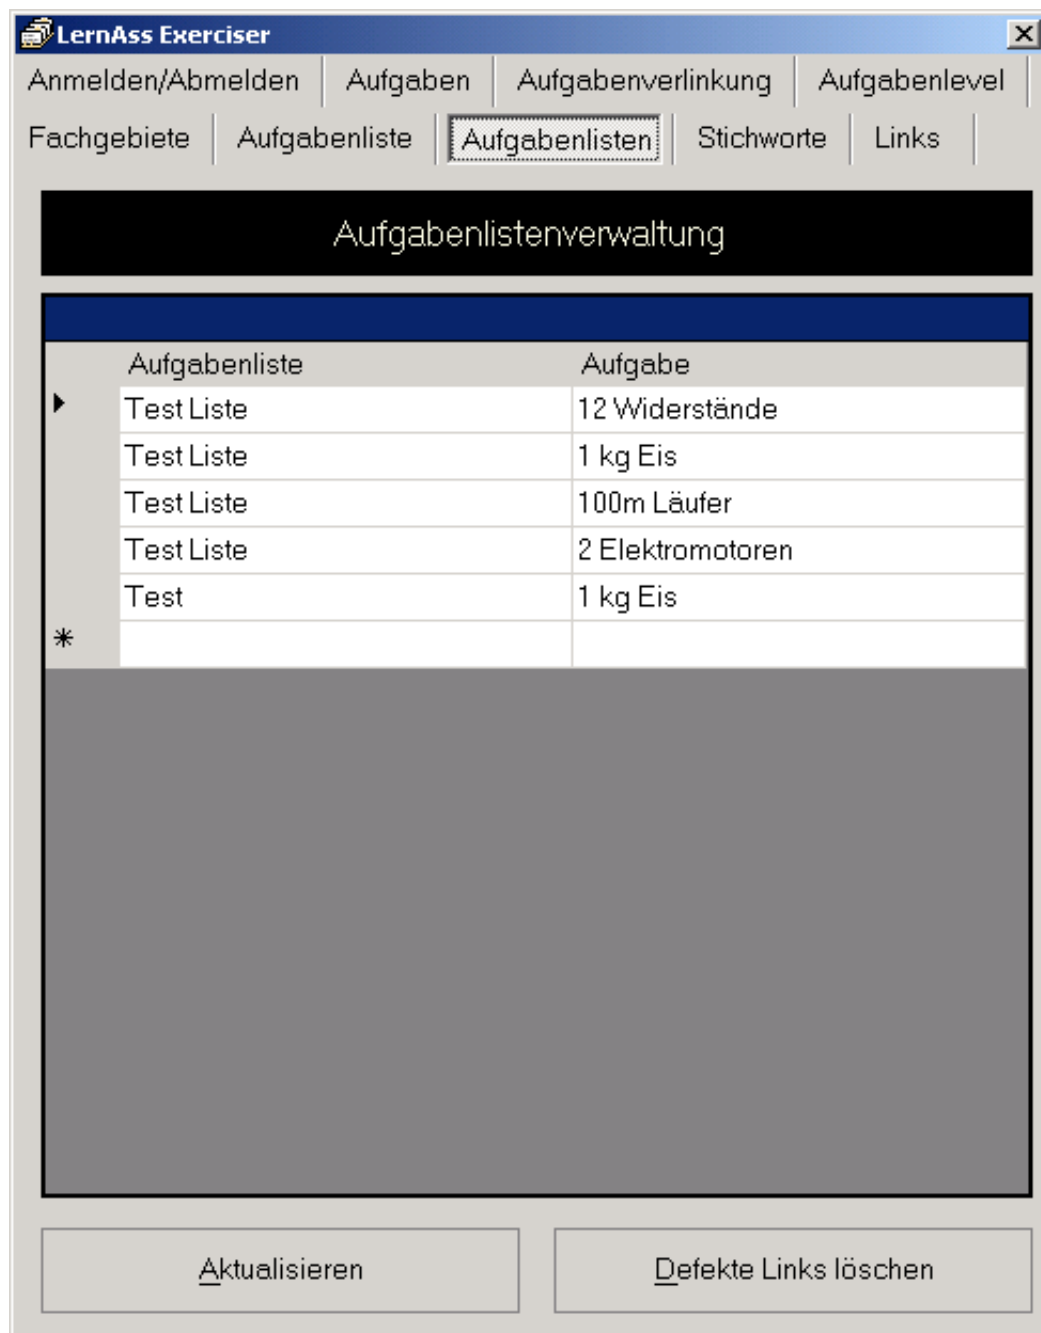 LernAss Exerciser
Anmelden/Abmelden Aufgaben Aufgabenverlinkung Aufgabenlevel
Fachgebiete Aufgabenliste Aufgabenlisten Stichworte Links
Aufgabenlistenverwaltung
Aufgabenliste Aufgabe
Test Liste 12 Widerstände
Test Liste 1 kg Eis
Test Liste 100m Läufer
Test Liste 2 Elektromotoren
Test 1 kg Eis
Aktualisieren Defekte Links löschen